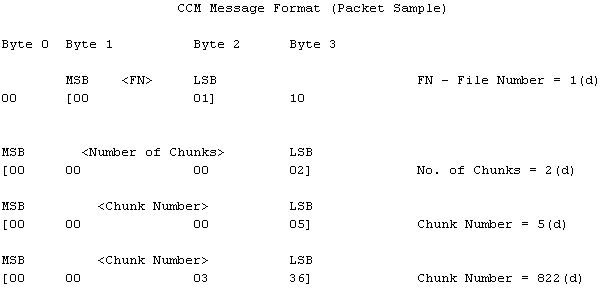 CCM Message Format (Packet Sample)
Byte 0 Byte 1 Byte 2 Byte 3
MSB <FN> LSB FN - File Number = 1(d)
00 [00 01] 10
MSB <Number of Chunks> LSB
[00 00 00 02] No. of Chunks = 2(d)
MSB <Chunk Number> LSB
[00 00 00 05] Chunk Number = 5(d)
MSB <Chunk Number> LSB
[00 00 03 36] Chunk Number = 822(d)